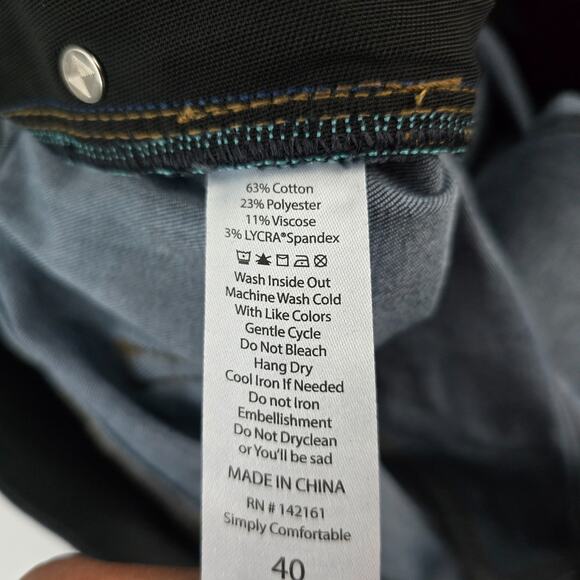 63% Cotton
23% Polyester
11% Viscose
3% LYCRA®Spandex
Wash Inside Out
Machine Wash Cold
With Like Colors
Gentle Cycle
Do Not Bleach
Hang Dry
Cool Iron If Needed
Do not Iron
Embellishment
Do Not Dryclean
or You'll be sad
MADE IN CHINA
RN # 142161
Simply Comfortable
40